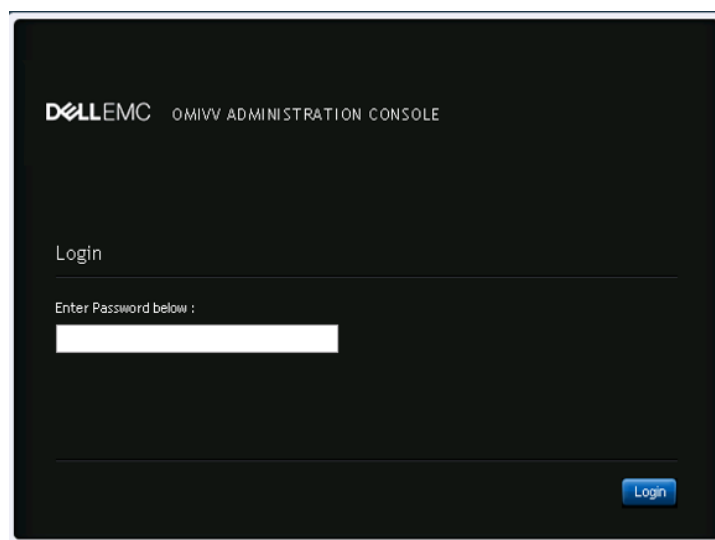 DELLEMC OMIVV ADMINISTRATION CONSOLE
Login
Enter Password below :
Login